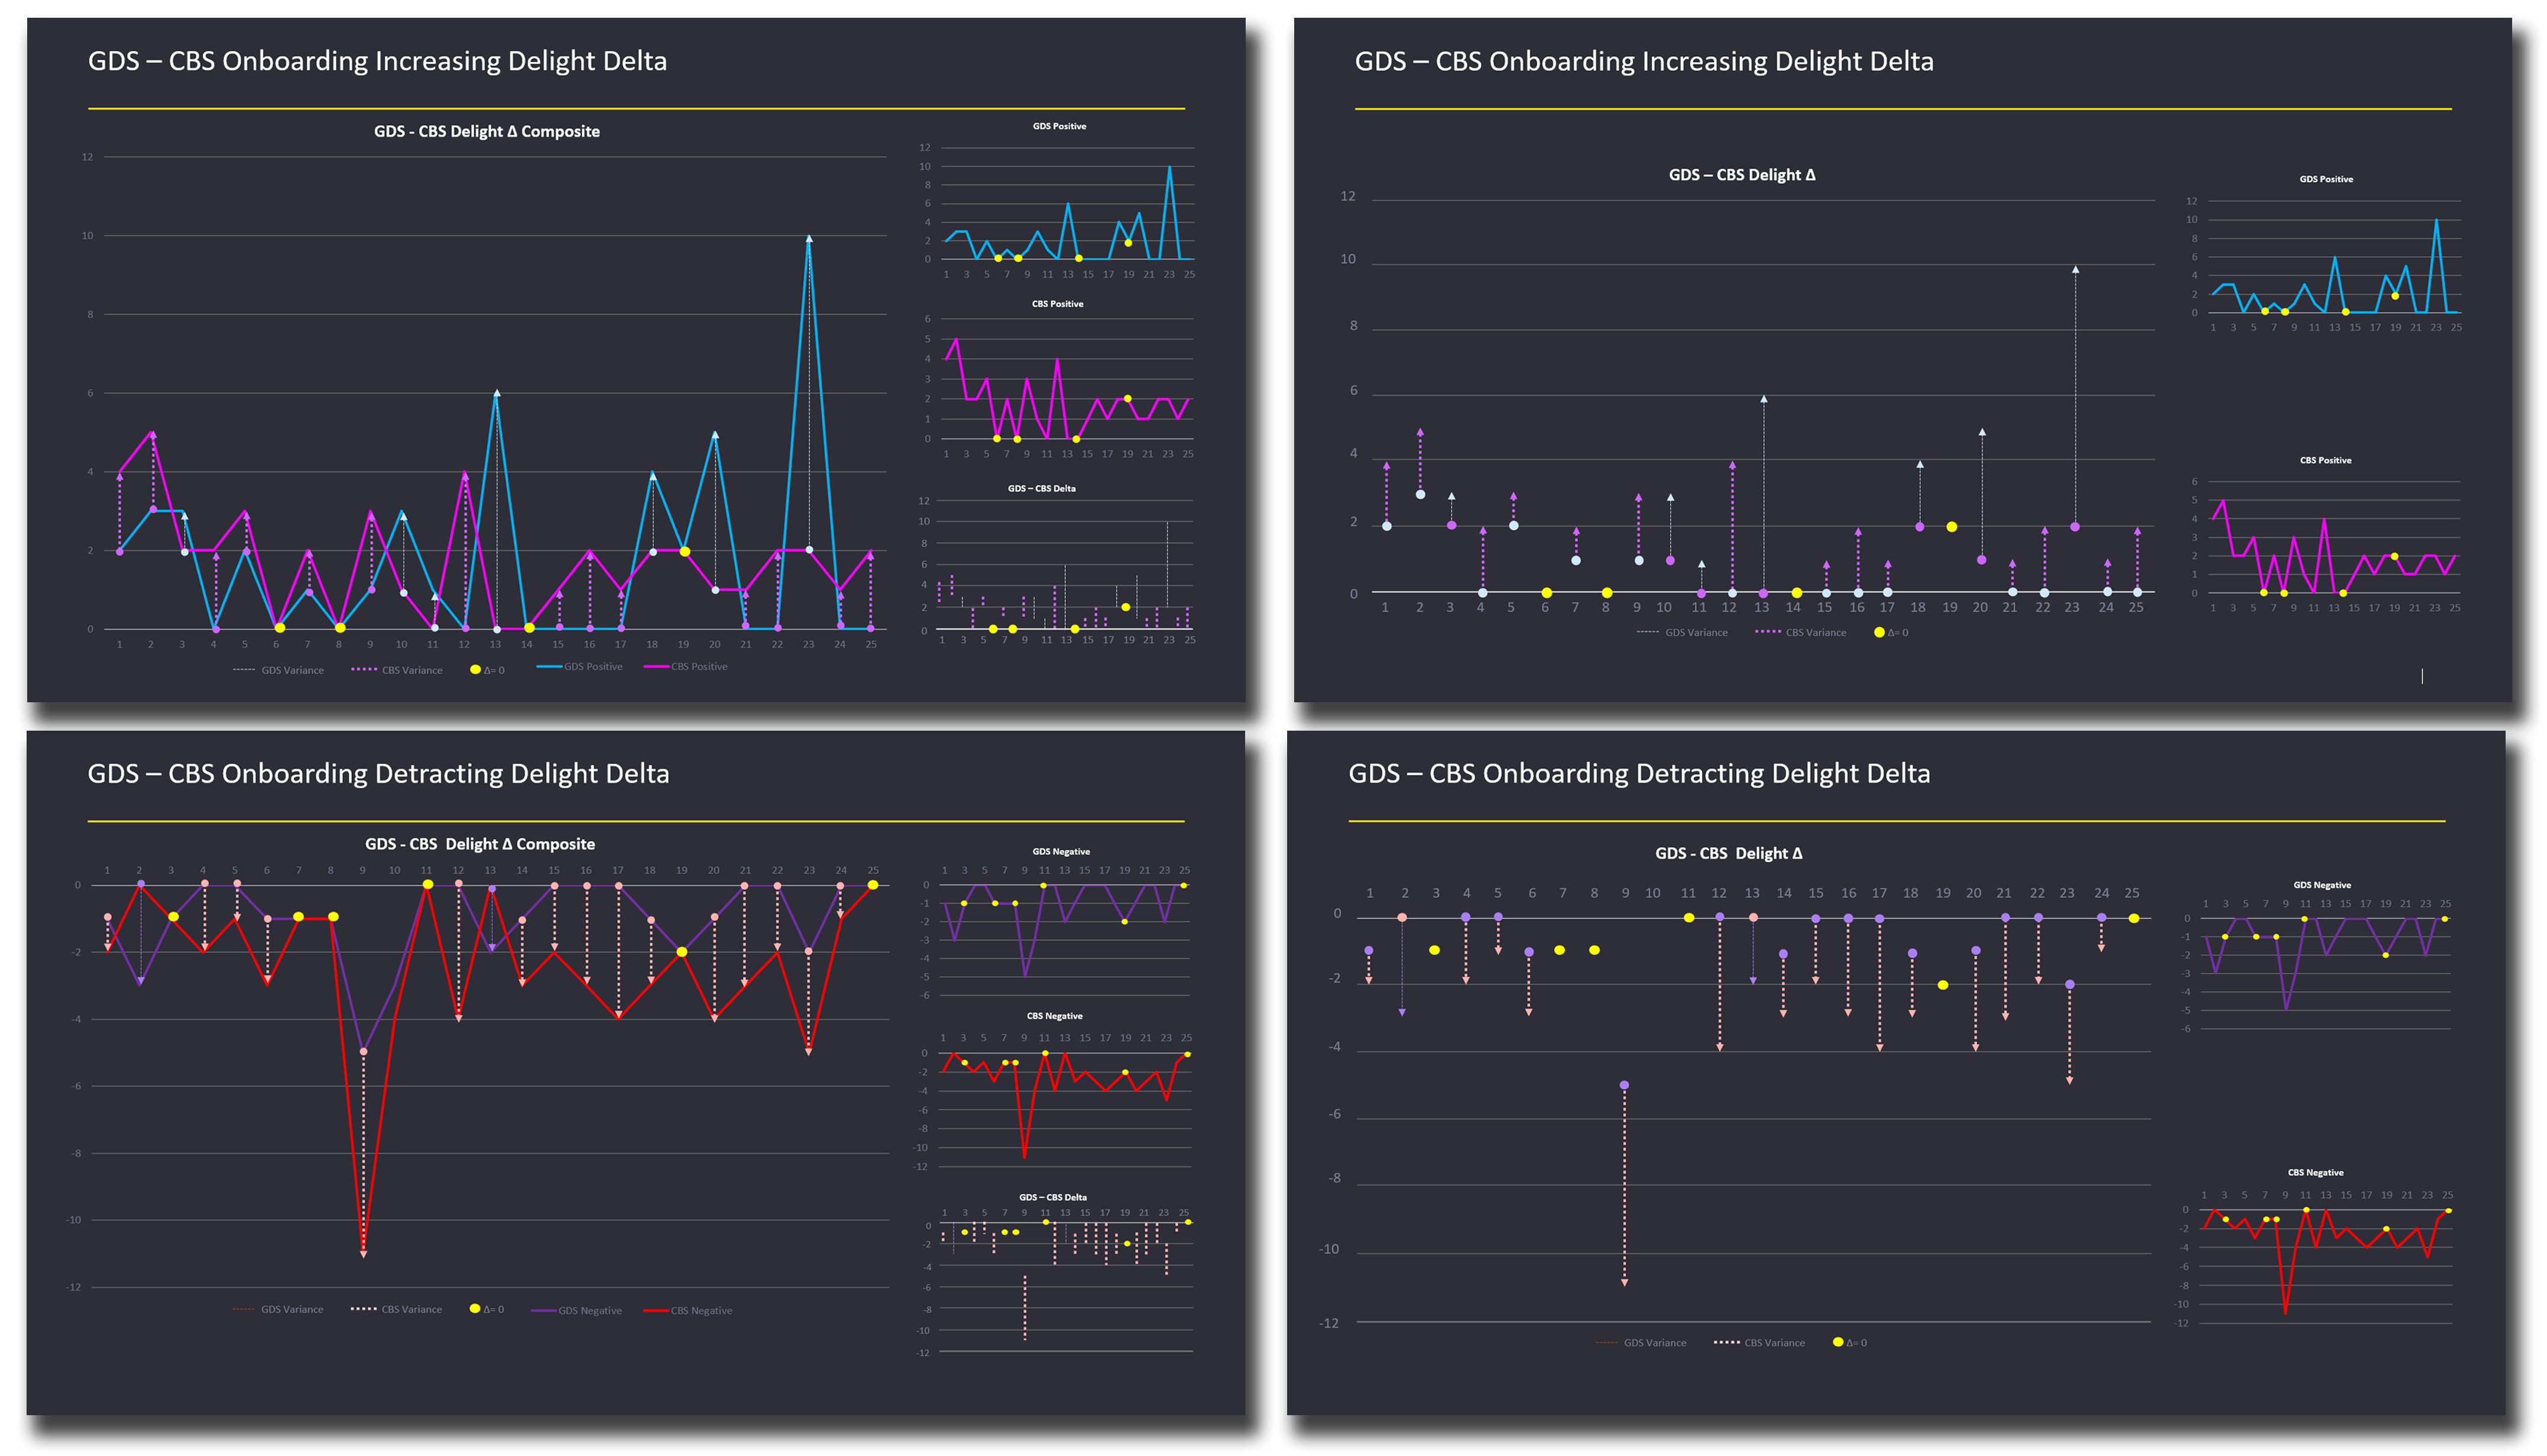 GDS – CBS Onboarding Increasing Delight Delta
GDS - CBS Delight Δ Composite
12
10
8
6
4
2
0
1 2 3 4 5 6 7 8 9 10 11 12 13 14 15 16 17 18 19 20 21 22 23 24 25
GDS Variance CBS Variance Δ= 0 GDS Positive CBS Positive
GDS Positive
12
10
8
6
4
2
0
1 3 5 7 9 11 13 15 17 19 21 23 25
CBS Positive
6
5
4
3
2
1
0
1 3 5 7 9 11 13 15 17 19 21 23 25
GDS – CBS Delta
12
10
8
6
4
2
0
1 3 5 7 9 11 13 15 17 19 21 23 25
GDS – CBS Onboarding Increasing Delight Delta
GDS – CBS Delight Δ
12
10
8
6
4
2
0
1 2 3 4 5 6 7 8 9 10 11 12 13 14 15 16 17 18 19 20 21 22 23 24 25
GDS Variance CBS Variance Δ= 0
GDS Positive
12
10
8
6
4
2
0
1 3 5 7 9 11 13 15 17 19 21 23 25
CBS Positive
6
5
4
3
2
1
0
1 3 5 7 9 11 13 15 17 19 21 23 25
GDS – CBS Onboarding Detracting Delight Delta
GDS - CBS Delight Δ Composite
1 2 3 4 5 6 7 8 9 10 11 12 13 14 15 16 17 18 19 20 21 22 23 24 25
0
-2
-4
-6
-8
-10
-12
GDS Variance CBS Variance Δ= 0 GDS Negative CBS Negative
GDS Negative
1 3 5 7 9 11 13 15 17 19 21 23 25
0
-1
-2
-3
-4
-5
-6
CBS Negative
1 3 5 7 9 11 13 15 17 19 21 23 25
0
-2
-4
-6
-8
-10
-12
GDS – CBS Delta
1 3 5 7 9 11 13 15 17 19 21 23 25
0
-2
-4
-6
-8
-10
-12
GDS – CBS Onboarding Detracting Delight Delta
GDS - CBS Delight Δ
1 2 3 4 5 6 7 8 9 10 11 12 13 14 15 16 17 18 19 20 21 22 23 24 25
0
-2
-4
-6
-8
-10
-12
GDS Variance CBS Variance Δ= 0
GDS Negative
1 3 5 7 9 11 13 15 17 19 21 23 25
0
-1
-2
-3
-4
-5
-6
CBS Negative
1 3 5 7 9 11 13 15 17 19 21 23 25
0
-2
-4
-6
-8
-10
-12